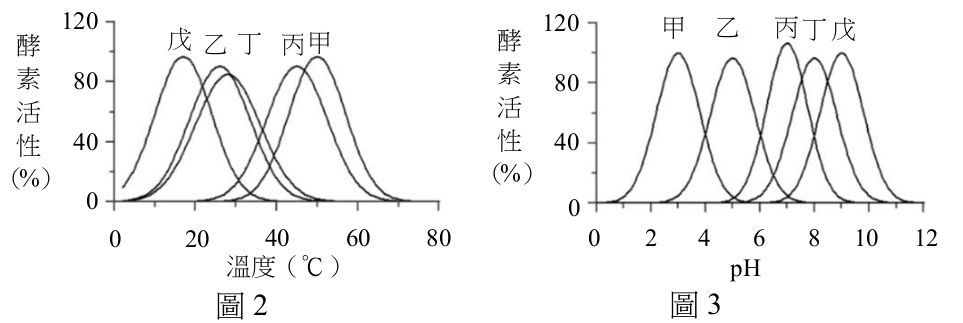 120
80
40
0
酵素活性(%)
戊 乙 丁 丙 甲
0 20 40 60 80
溫度（℃）
圖 2
120
80
40
0
酵素活性(%)
甲 乙 丙 丁 戊
0 2 4 6 8 10 12
pH
圖 3